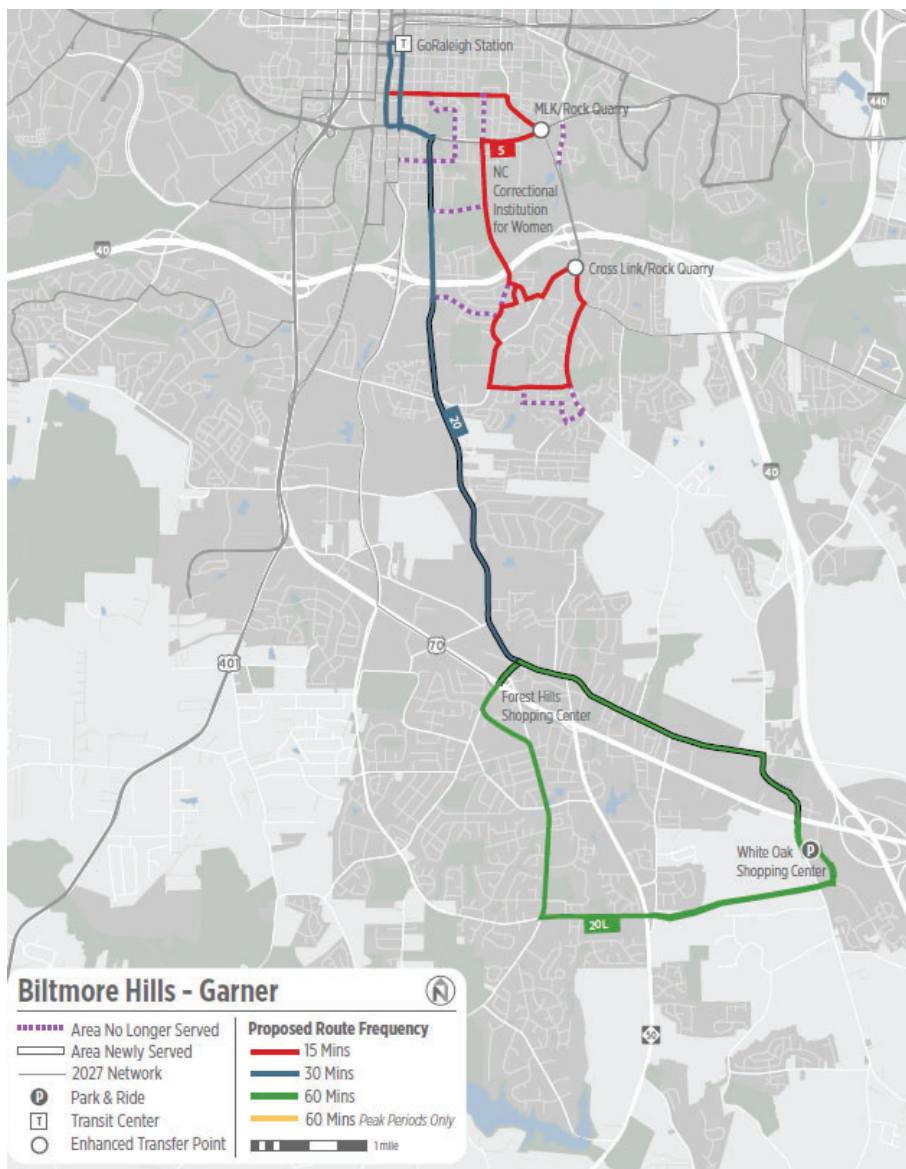 T GoRaleigh Station
440
MLK/Rock Quarry
5
NC
Correctional
Institution
for Women
40
Cross Link/Rock Quarry
20
40
70
401
Forest Hills
Shopping Center
White Oak
Shopping Center
P
20L
50
Biltmore Hills - Garner
N
Area No Longer Served
Area Newly Served
2027 Network
P Park & Ride
T Transit Center
Enhanced Transfer Point
Proposed Route Frequency
15 Mins
30 Mins
60 Mins
60 Mins Peak Periods Only
1 mile